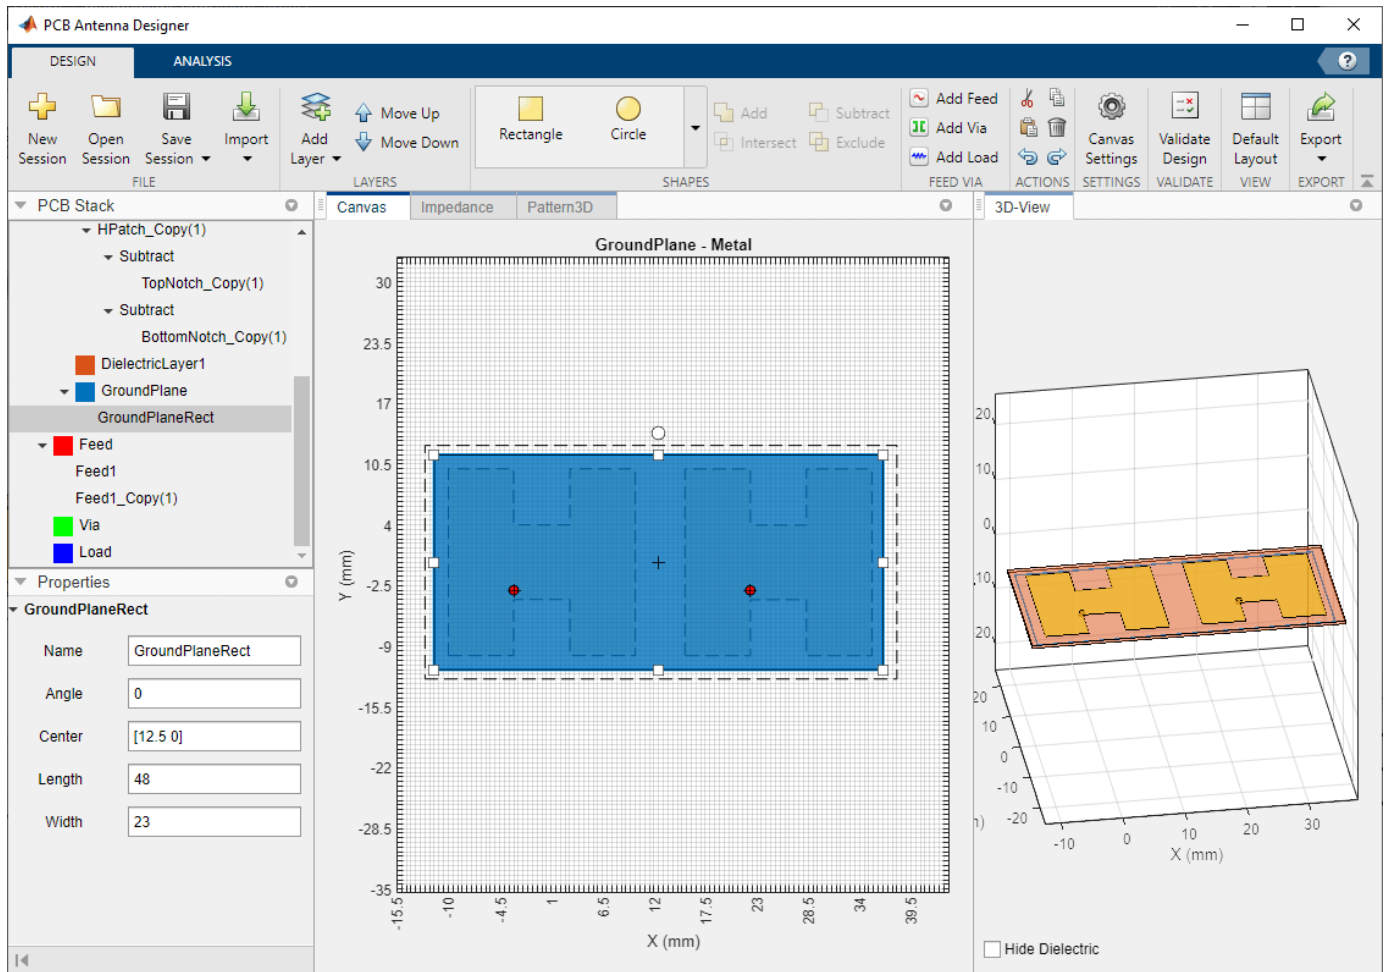 PCB Antenna Designer
DESIGN
ANALYSIS
?
New Session
Open Session
Save Session
Import
FILE
Add Layer
Move Up
Move Down
LAYERS
Rectangle
Circle
Add
Subtract
Intersect
Exclude
SHAPES
Add Feed
Add Via
Add Load
FEED VIA
ACTIONS
Canvas Settings
SETTINGS
Validate Design
VALIDATE
Default Layout
VIEW
Export
EXPORT
PCB Stack
HPatch_Copy(1)
Subtract
TopNotch_Copy(1)
Subtract
BottomNotch_Copy(1)
DielectricLayer1
GroundPlane
GroundPlaneRect
Feed
Feed1
Feed1_Copy(1)
Via
Load
Properties
GroundPlaneRect
Name GroundPlaneRect
Angle 0
Center [12.5 0]
Length 48
Width 23
Canvas
Impedance
Pattern3D
GroundPlane - Metal
30
23.5
17
10.5
4
-2.5
-9
-15.5
-22
-28.5
-35
Y (mm)
-15.5 -10 -4.5 1 6.5 12 17.5 23 28.5 34 39.5
X (mm)
3D-View
20
10
0
10
20
20
10
0
-10
-20
-10 0 10 20 30
X (mm)
Hide Dielectric